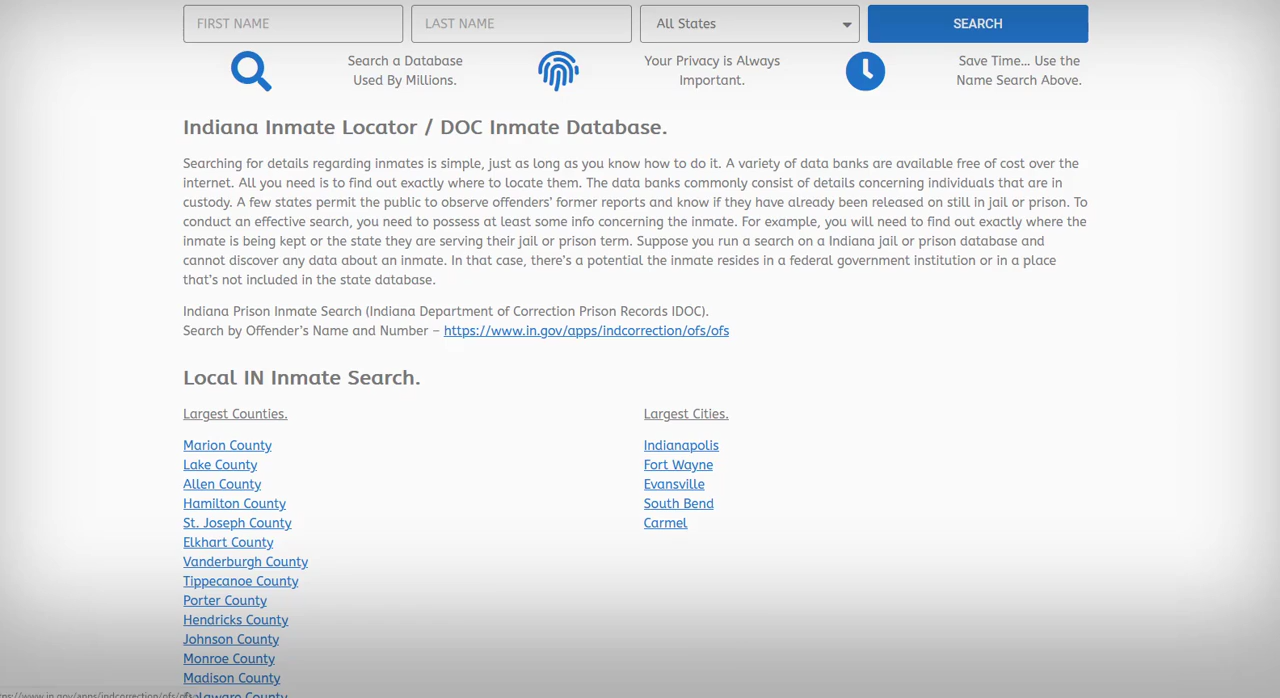 FIRST NAME
LAST NAME
All States
SEARCH
Search a Database
Used By Millions.
Your Privacy is Always
Important.
Save Time... Use the
Name Search Above.
Indiana Inmate Locator / DOC Inmate Database.
Searching for details regarding inmates is simple, just as long as you know how to do it. A variety of data banks are available free of cost over the
internet. All you need is to find out exactly where to locate them. The data banks commonly consist of details concerning individuals that are in
custody. A few states permit the public to observe offenders' former reports and know if they have already been released on still in jail or prison. To
conduct an effective search, you need to possess at least some info concerning the inmate. For example, you will need to find out exactly where the
inmate is being kept or the state they are serving their jail or prison term. Suppose you run a search on a Indiana jail or prison database and
cannot discover any data about an inmate. In that case, there's a potential the inmate resides in a federal government institution or in a place
that's not included in the state database.
Indiana Prison Inmate Search (Indiana Department of Correction Prison Records IDOC).
Search by Offender's Name and Number – https://www.in.gov/apps/indcorrection/ofs/ofs
Local IN Inmate Search.
Largest Counties.
Marion County
Lake County
Allen County
Hamilton County
St. Joseph County
Elkhart County
Vanderburgh County
Tippecanoe County
Porter County
Hendricks County
Johnson County
Monroe County
Madison County
Delaware County
Largest Cities.
Indianapolis
Fort Wayne
Evansville
South Bend
Carmel